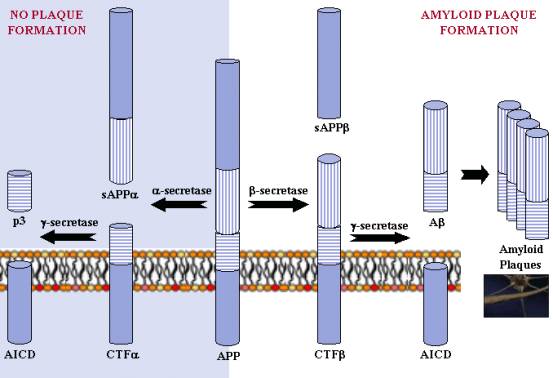 NO PLAQUE
FORMATION
AMYLOID PLAQUE
FORMATION
sAPPβ
sAPPα
α-secretase
β-secretase
p3
γ-secretase
γ-secretase
Aβ
Amyloid
Plaques
AICD
CTFα
APP
CTFβ
AICD